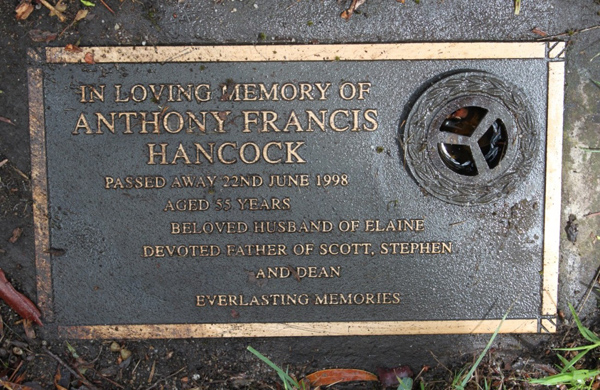 IN LOVING MEMORY OF
ANTHONY FRANCIS
HANCOCK
PASSED AWAY 22ND JUNE 1998
AGED 55 YEARS
BELOVED HUSBAND OF ELAINE
DEVOTED FATHER OF SCOTT, STEPHEN
AND DEAN
EVERLASTING MEMORIES